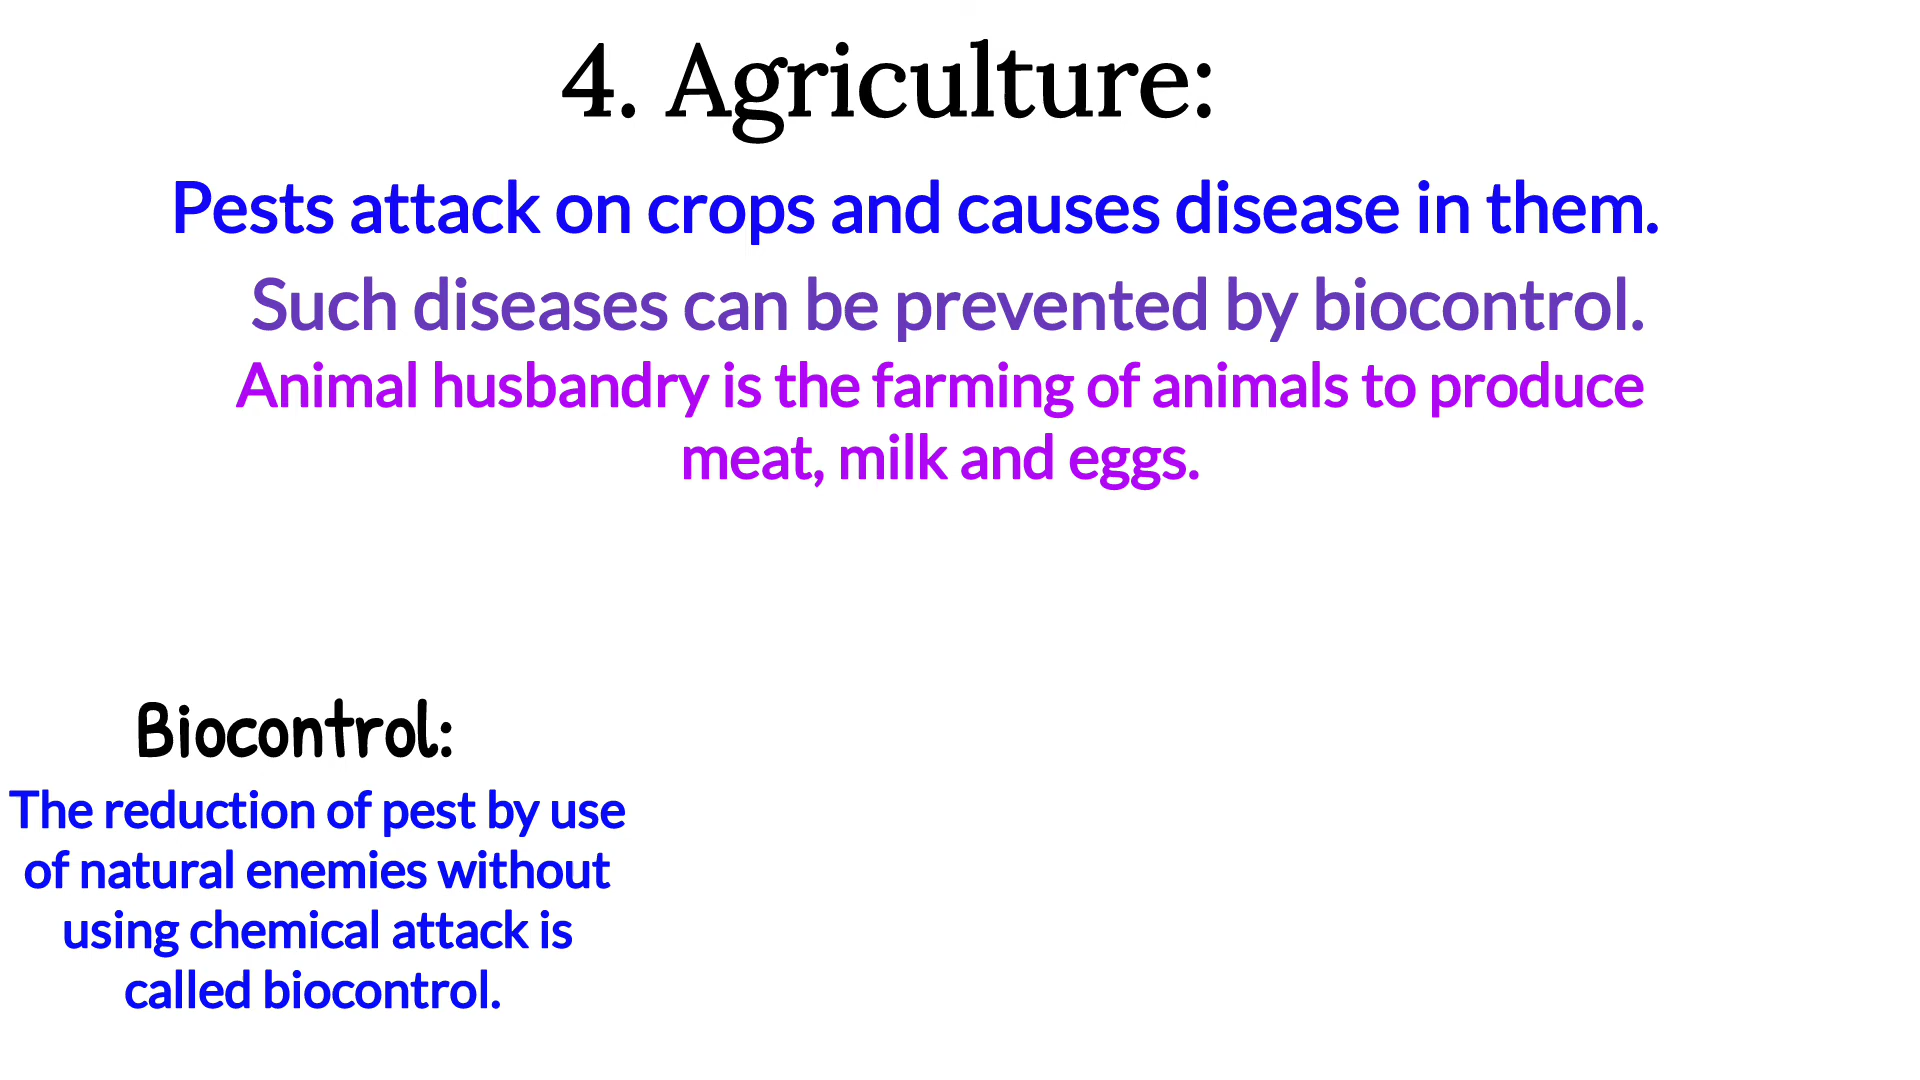 4. Agriculture:
Pests attack on crops and causes disease in them.
Such diseases can be prevented by biocontrol.
Animal husbandry is the farming of animals to produce
meat, milk and eggs.
Biocontrol:
The reduction of pest by use
of natural enemies without
using chemical attack is
called biocontrol.